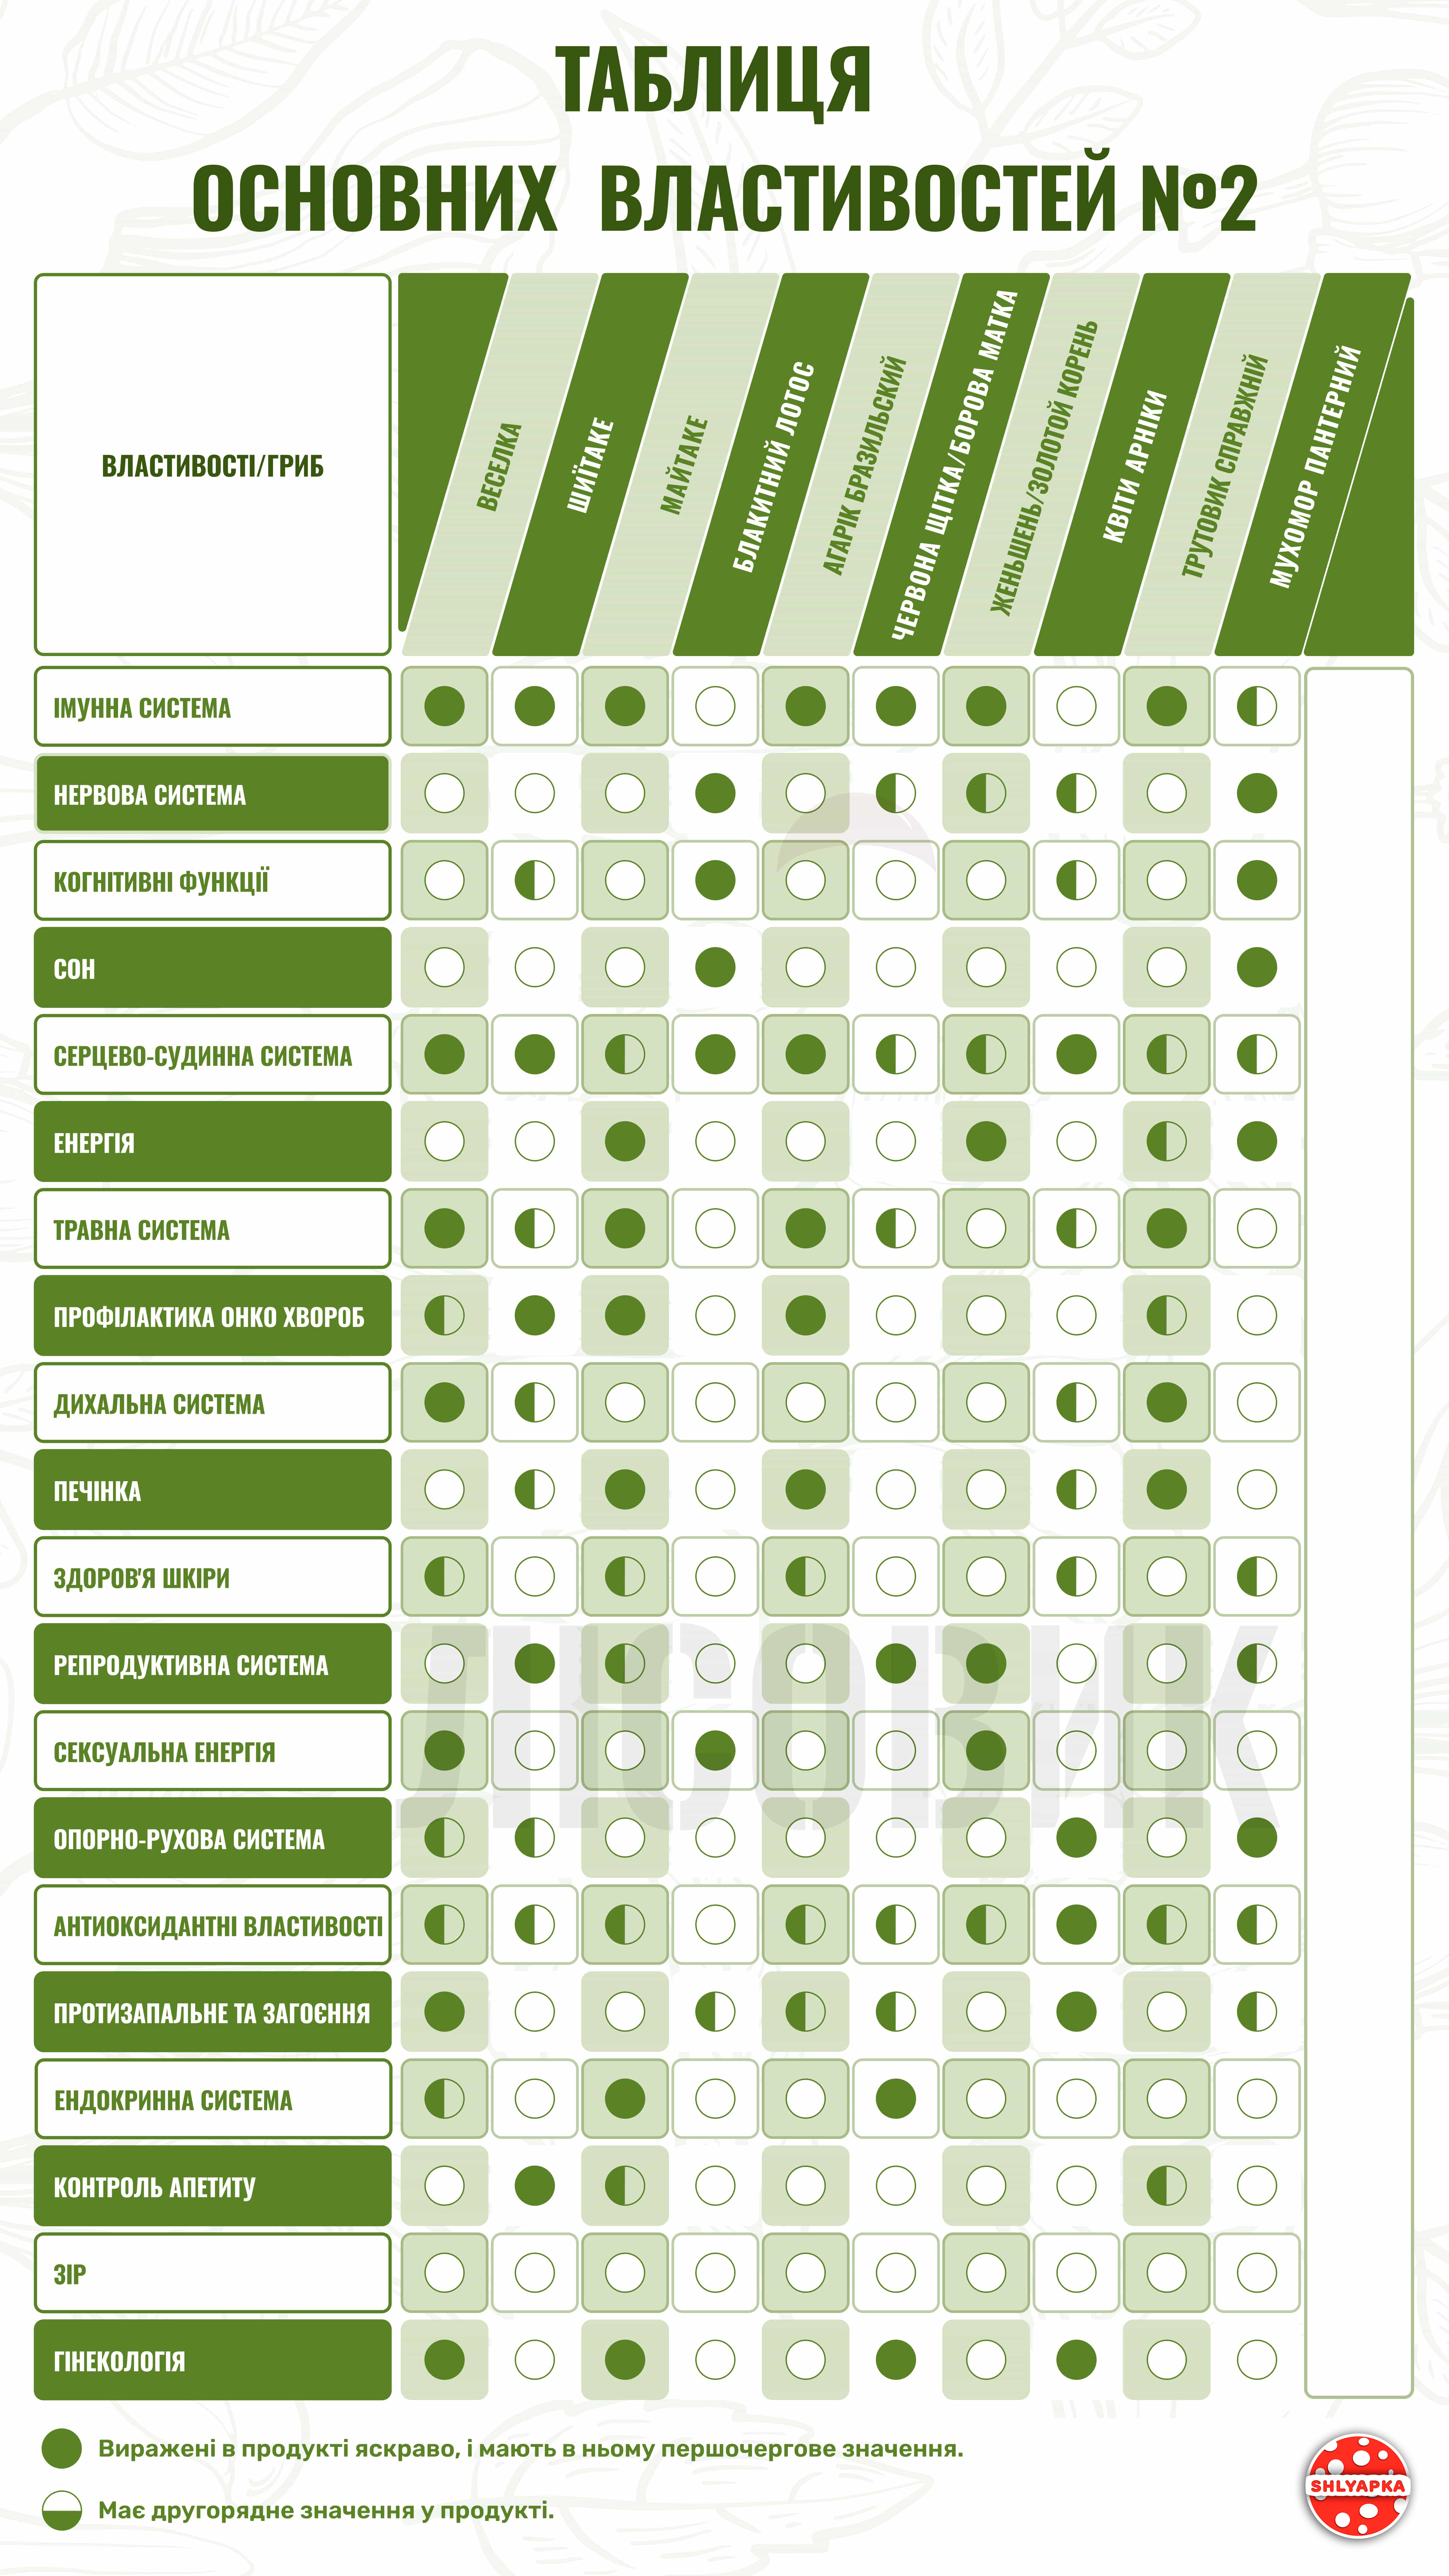 ТАБЛИЦЯ
ОСНОВНИХ ВЛАСТИВОСТЕЙ №2
ВЛАСТИВОСТІ/ГРИБ
ВЕСЕЛКА
ШИЇТАКЕ
МАЙТАКЕ
БЛАКИТНИЙ ЛОТОС
АГАРІК БРАЗИЛЬСКИЙ
ЧЕРВОНА ЩІТКА/БОРОВА МАТКА
ЖЕНЬШЕНЬ/ЗОЛОТОЙ КОРЕНЬ
КВІТИ АРНІКИ
ТРУТОВИК СПРАВЖНІЙ
МУХОМОР ПАНТЕРНИЙ
ІМУННА СИСТЕМА
НЕРВОВА СИСТЕМА
КОГНІТИВНІ ФУНКЦІЇ
СОН
СЕРЦЕВО-СУДИННА СИСТЕМА
ЕНЕРГІЯ
ТРАВНА СИСТЕМА
ПРОФІЛАКТИКА ОНКО ХВОРОБ
ДИХАЛЬНА СИСТЕМА
ПЕЧІНКА
ЗДОРОВ'Я ШКІРИ
РЕПРОДУКТИВНА СИСТЕМА
СЕКСУАЛЬНА ЕНЕРГІЯ
ЛІСОВИК
ОПОРНО-РУХОВА СИСТЕМА
АНТИОКСИДАНТНІ ВЛАСТИВОСТІ
ПРОТИЗАПАЛЬНЕ ТА ЗАГОЄННЯ
ЕНДОКРИННА СИСТЕМА
КОНТРОЛЬ АПЕТИТУ
ЗІР
ГІНЕКОЛОГІЯ
Виражені в продукті яскраво, і мають в ньому першочергове значення.
Має другорядне значення у продукті.
SHLYAPKA